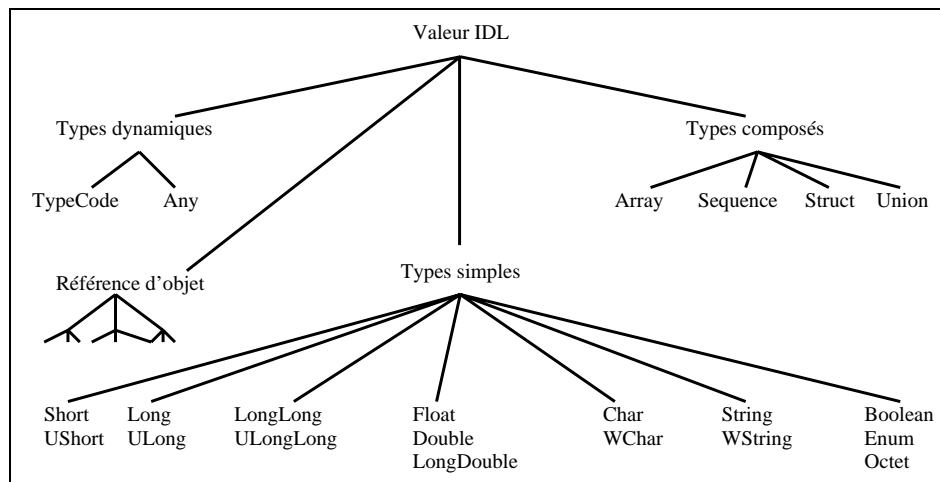 Valeur IDL
Types dynamiques Types composés
TypeCode Any Array Sequence Struct Union
Référence d'objet Types simples
Short Long LongLong Float Char String Boolean
UShort ULong ULongLong Double WChar WString Enum
LongDouble Octet